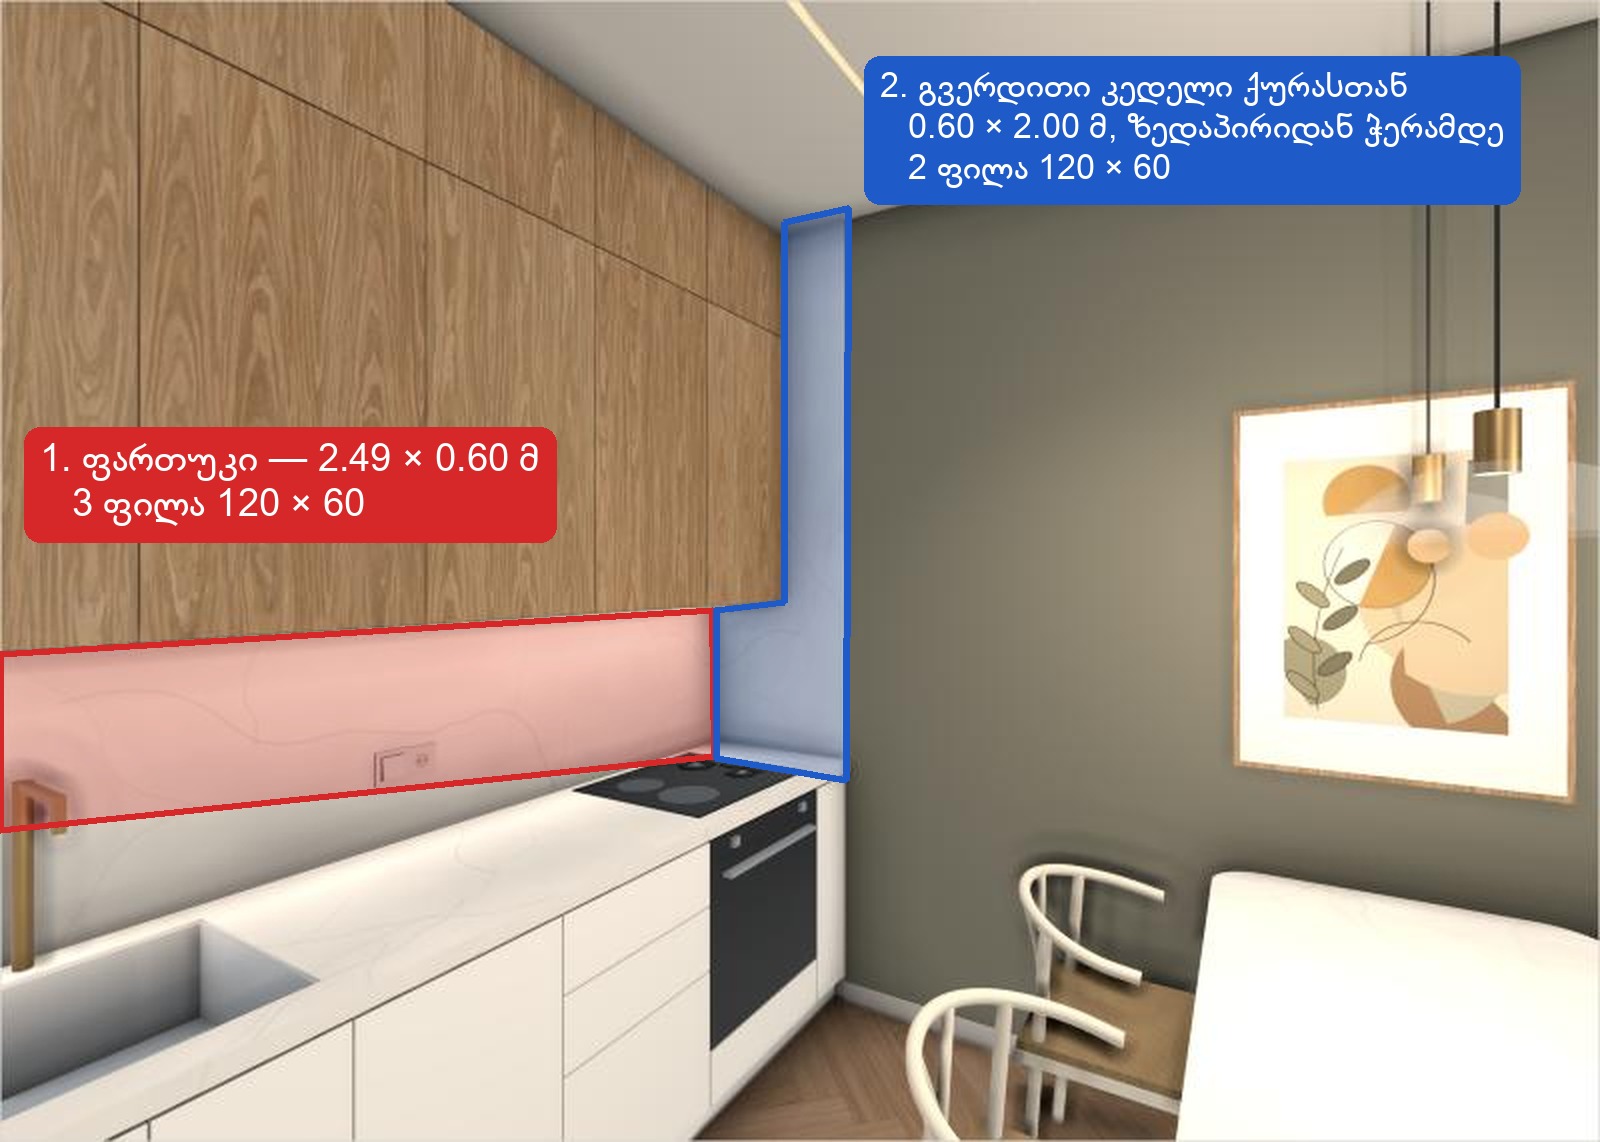 1. ფართუკი — 2.49 × 0.60 მ
3 ფილა 120 × 60
2. გვერდითი კედელი ქურასთან
0.60 × 2.00 მ, ზედაპირიდან ჭერამდე
2 ფილა 120 × 60